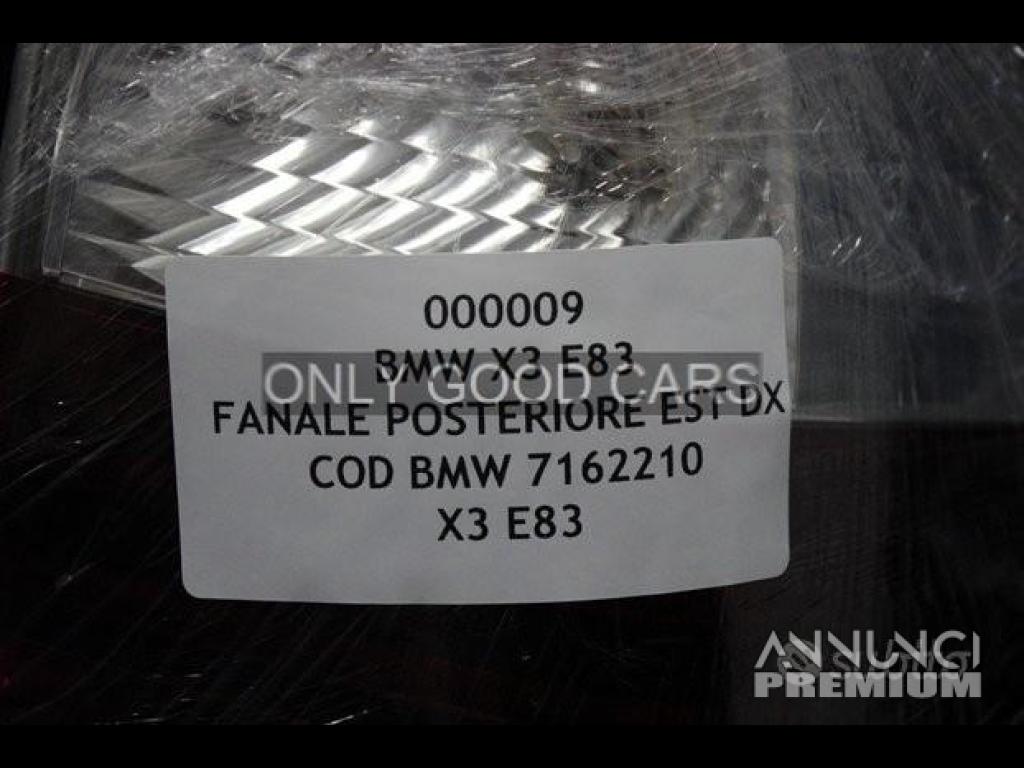 000009
BMW X3 E83
ONLY GOOD CARS
FANALE POSTERIORE EST DX
COD BMW 7162210
X3 E83
ANNUNCI
PREMIUM